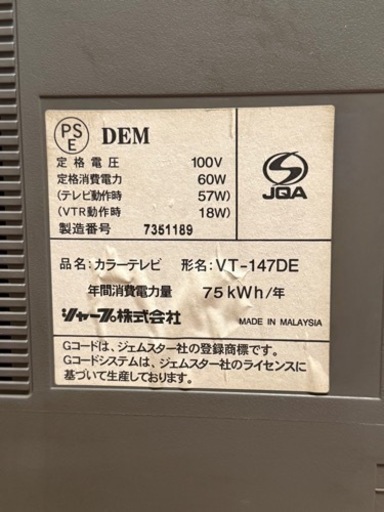 PS
E
DEM
定格電圧 100V
定格消費電力 60W
(テレビ動作時 57W)
(VTR動作時 18W)
製造番号 7351189
JQA
品名:カラーテレビ 形名:VT-147DE
年間消費電力量 75kWh/年
シャープ株式会社
MADE IN MALAYSIA
Gコードは、ジェムスター社の登録商標です。
Gコードシステムは、ジェムスター社のライセンスに
基づいて生産しております。